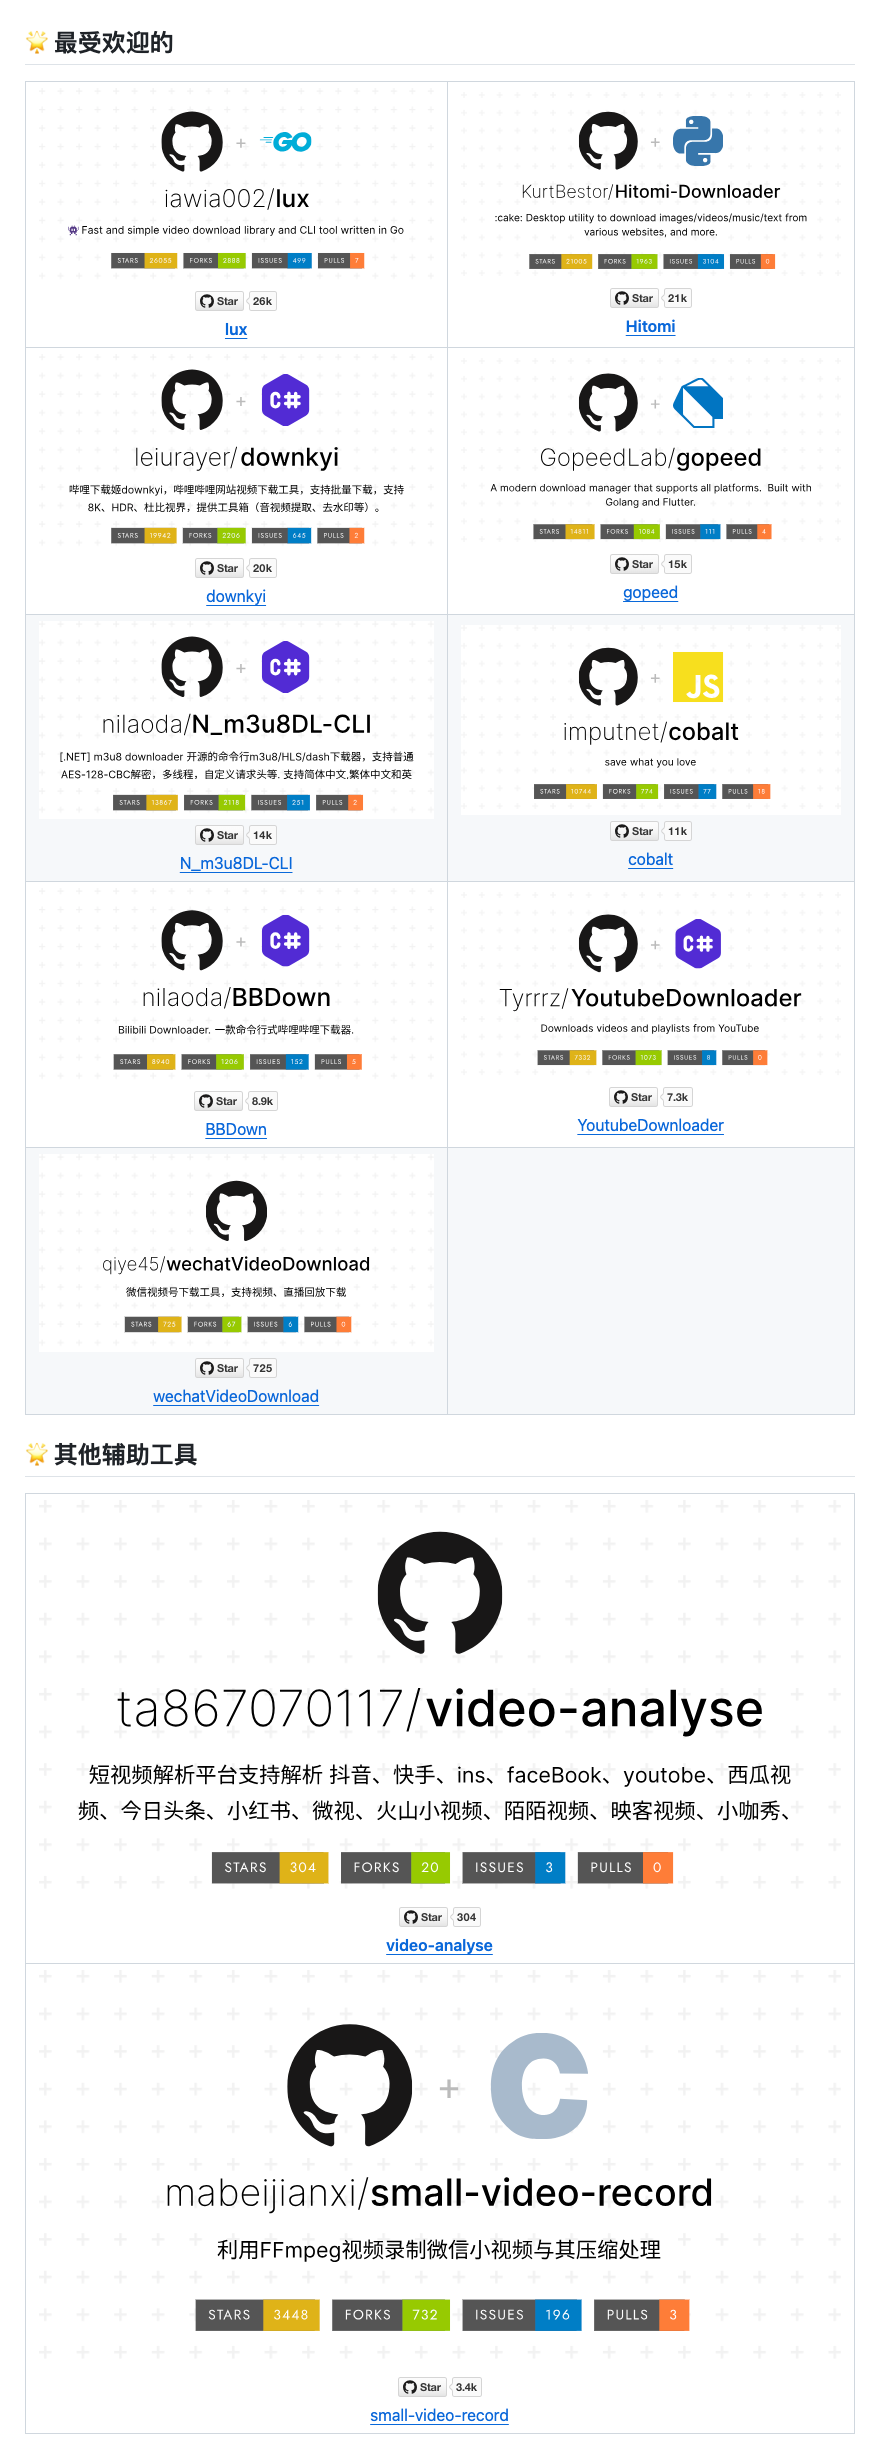 🌟 最受欢迎的
GO
iawia002/lux
👾 Fast and simple video download library and CLI tool written in Go
STARS 26055 FORKS 2888 ISSUES 499 PULLS 7
Star 26k
lux
KurtBestor/Hitomi-Downloader
:cake: Desktop utility to download images/videos/music/text from
various websites, and more.
STARS 21005 FORKS 1963 ISSUES 3104 PULLS 0
Star 21k
Hitomi
C#
leiurayer/downkyi
哔哩下载姬downkyi，哔哩哔哩网站视频下载工具，支持批量下载，支持
8K、HDR、杜比视界，提供工具箱（音视频提取、去水印等）。
STARS 19942 FORKS 2206 ISSUES 645 PULLS 2
Star 20k
downkyi
GopeedLab/gopeed
A modern download manager that supports all platforms. Built with
Golang and Flutter.
STARS 14811 FORKS 1084 ISSUES 111 PULLS 4
Star 15k
gopeed
C#
nilaoda/N_m3u8DL-CLI
[.NET] m3u8 downloader 开源的命令行m3u8/HLS/dash下载器，支持普通
AES-128-CBC解密，多线程，自定义请求头等. 支持简体中文,繁体中文和英
STARS 13867 FORKS 2118 ISSUES 251 PULLS 2
Star 14k
N_m3u8DL-CLI
JS
imputnet/cobalt
save what you love
STARS 10744 FORKS 774 ISSUES 77 PULLS 18
Star 11k
cobalt
C#
nilaoda/BBDown
Bilibili Downloader. 一款命令行式哔哩哔哩下载器.
STARS 8940 FORKS 1206 ISSUES 152 PULLS 5
Star 8.9k
BBDown
C#
Tyrrrz/YoutubeDownloader
Downloads videos and playlists from YouTube
STARS 7332 FORKS 1073 ISSUES 8 PULLS 0
Star 7.3k
YoutubeDownloader
qiye45/wechatVideoDownload
微信视频号下载工具，支持视频、直播回放下载
STARS 725 FORKS 67 ISSUES 6 PULLS 0
Star 725
wechatVideoDownload
🌟 其他辅助工具
ta867070117/video-analyse
短视频解析平台支持解析 抖音、快手、ins、faceBook、youtobe、西瓜视
频、今日头条、小红书、微视、火山小视频、陌陌视频、映客视频、小咖秀、
STARS 304 FORKS 20 ISSUES 3 PULLS 0
Star 304
video-analyse
C
mabeijianxi/small-video-record
利用FFmpeg视频录制微信小视频与其压缩处理
STARS 3448 FORKS 732 ISSUES 196 PULLS 3
Star 3.4k
small-video-record